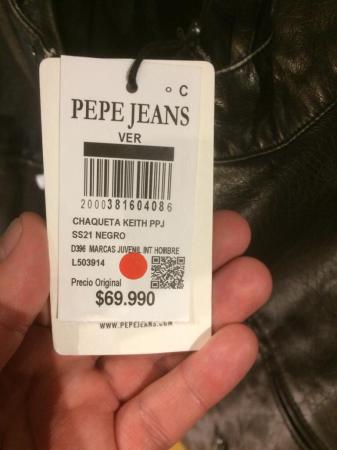 ° C
PEPE JEANS
VER
2000381604086
CHAQUETA KEITH PPJ
SS21 NEGRO
D396 MARCAS JUVENIL INT HOMBRE
L503914
Precio Original
$69.990
WWW.PEPEJEANS.COM